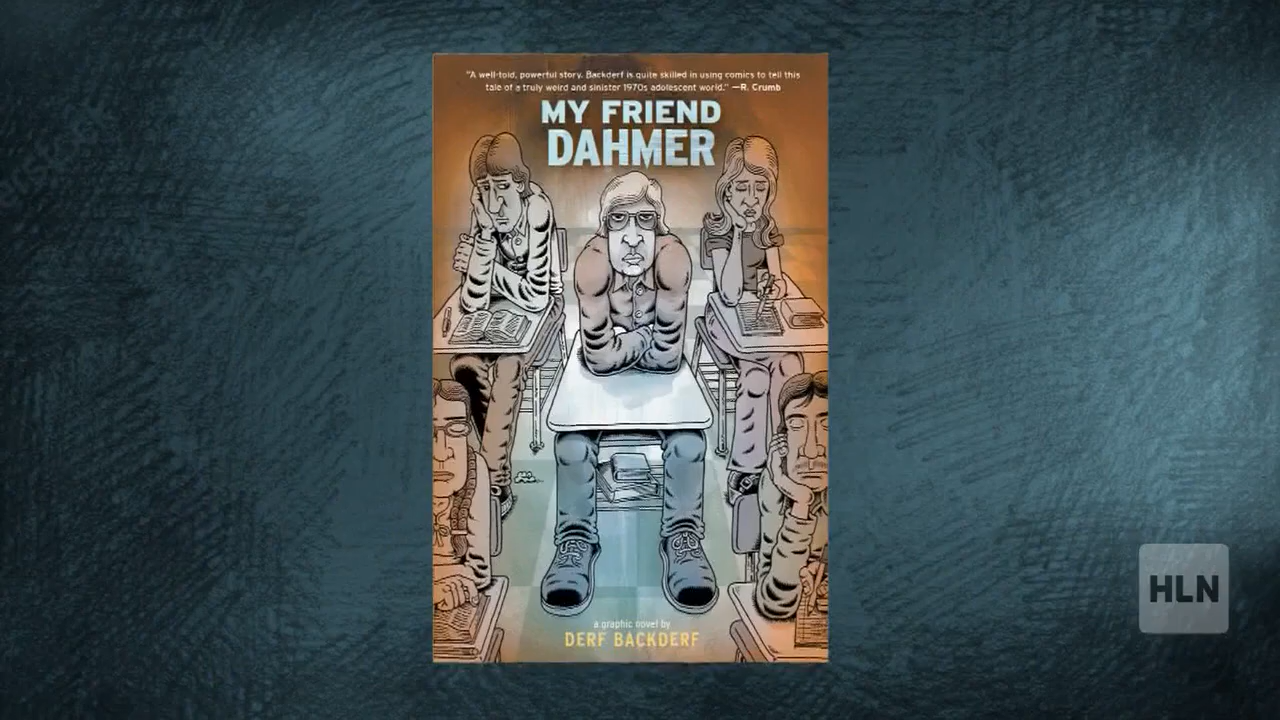 "A well-told, powerful story. Backderf is quite skilled in using comics to tell this
tale of a truly weird and sinister 1970s adolescent world." —R. Crumb
MY FRIEND
DAHMER
a graphic novel by
DERF BACKDERF
HLN